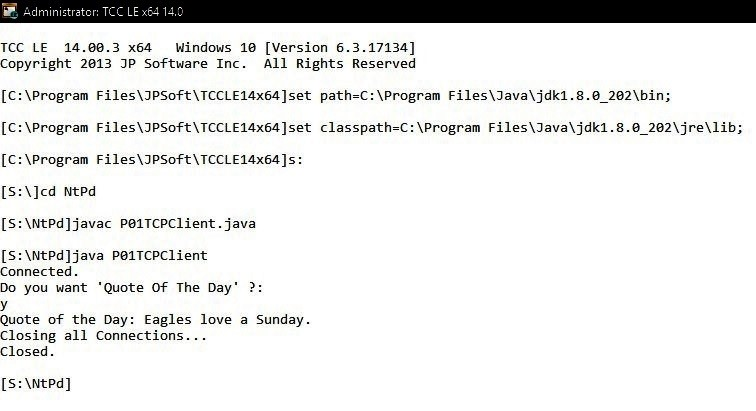 Administrator: TCC LE x64 14.0
TCC LE  14.00.3 x64   Windows 10 [Version 6.3.17134]
Copyright 2013 JP Software Inc.  All Rights Reserved
[C:\Program Files\JPSoft\TCCLE14x64]set path=C:\Program Files\Java\jdk1.8.0_202\bin;
[C:\Program Files\JPSoft\TCCLE14x64]set classpath=C:\Program Files\Java\jdk1.8.0_202\jre\lib;
[C:\Program Files\JPSoft\TCCLE14x64]s:
[S:\]cd NtPd
[S:\NtPd]javac P01TCPClient.java
[S:\NtPd]java P01TCPClient
Connected.
Do you want 'Quote Of The Day' ?:
y
Quote of the Day: Eagles love a Sunday.
Closing all Connections...
Closed.
[S:\NtPd]